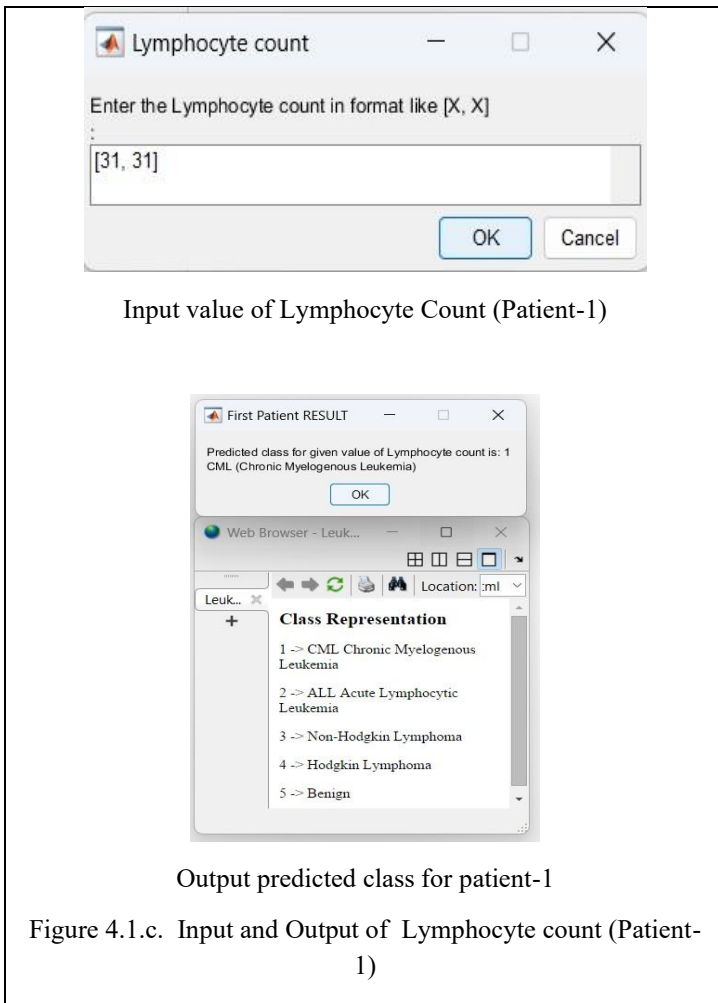 Lymphocyte count
Enter the Lymphocyte count in format like [X, X]
:
[31, 31]
OK Cancel
Input value of Lymphocyte Count (Patient-1)
First Patient RESULT
Predicted class for given value of Lymphocyte count is: 1
CML (Chronic Myelogenous Leukemia)
OK
Web Browser - Leuk...
Location: :ml
Leuk...
+
Class Representation
1 -> CML Chronic Myelogenous
Leukemia
2 -> ALL Acute Lymphocytic
Leukemia
3 -> Non-Hodgkin Lymphoma
4 -> Hodgkin Lymphoma
5 -> Benign
Output predicted class for patient-1
Figure 4.1.c. Input and Output of Lymphocyte count (Patient-
1)